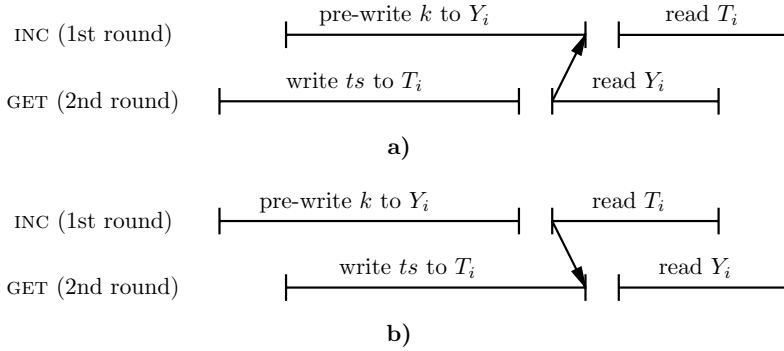 pre-write k to Y_i read T_i
INC (1st round)
write ts to T_i read Y_i
GET (2nd round)
a)
pre-write k to Y_i read T_i
INC (1st round)
write ts to T_i read Y_i
GET (2nd round)
b)